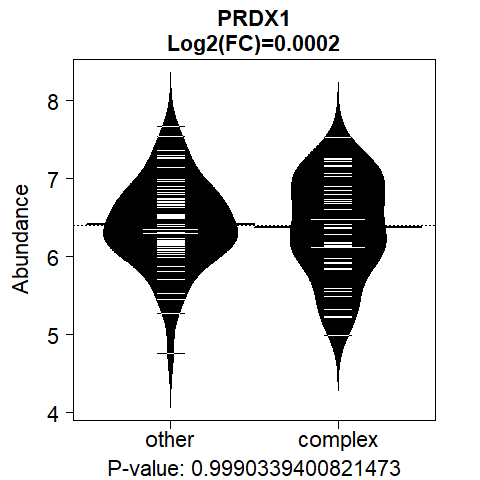 PRDX1
Log2(FC)=0.0002
Abundance
8
7
6
5
4
other complex
P-value: 0.9990339400821473